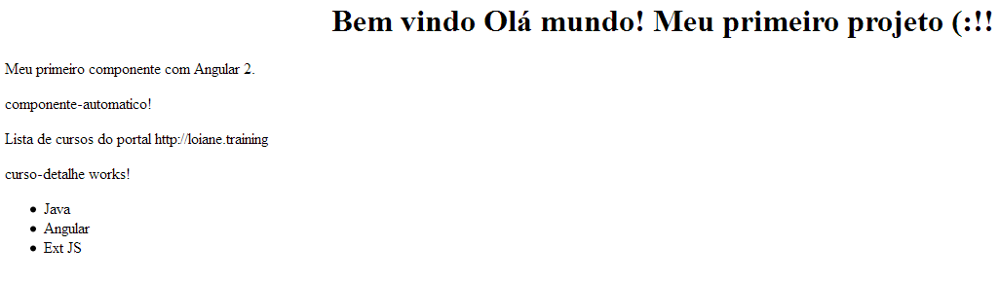 Bem vindo Olá mundo! Meu primeiro projeto (:!!
Meu primeiro componente com Angular 2.
componente-automatico!
Lista de cursos do portal http://loiane.training
curso-detalhe works!
Java
Angular
Ext JS